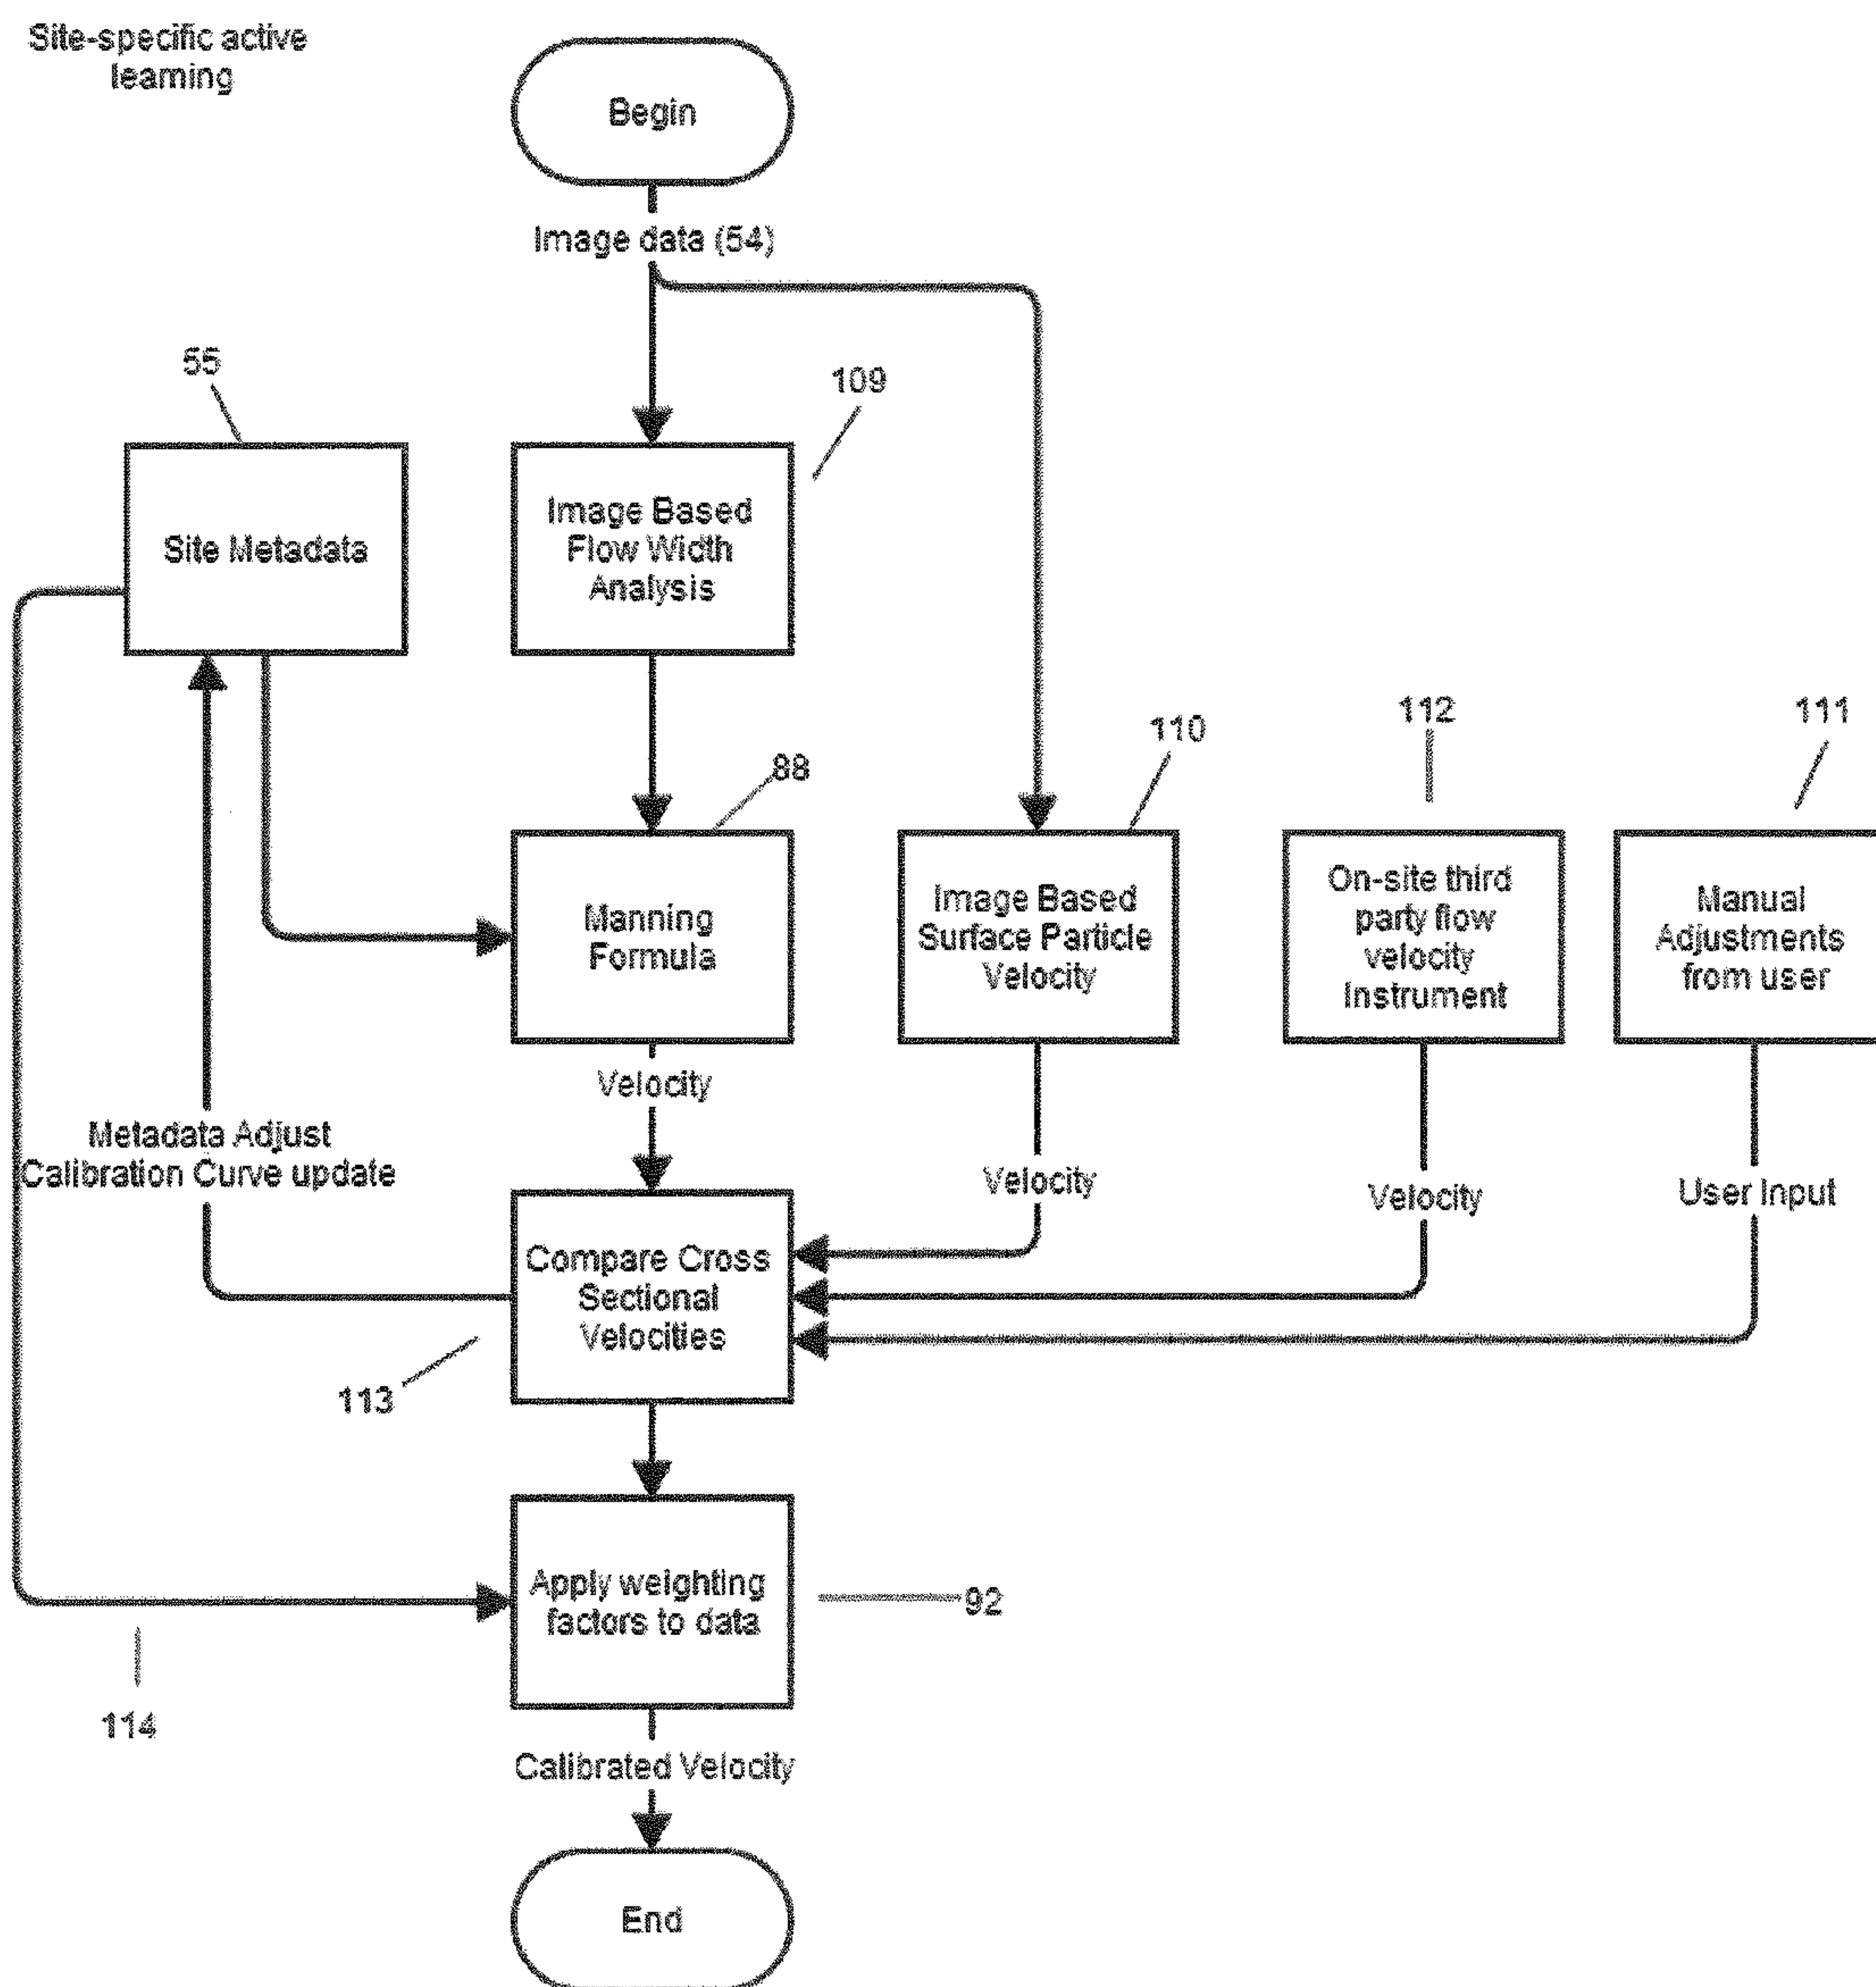 Site-specific active
learning
Begin
Image data (54)
55
109
Site Metadata
Image Based
Flow Width
Analysis
112
111
110
88
Manning
Formula
Image Based
Surface Particle
Velocity
On-site third
party flow
velocity
Instrument
Manual
Adjustments
from user
Velocity
Metadata Adjust
Calibration Curve update
Velocity
Velocity
User Input
Compare Cross
Sectional
Velocities
113
Apply weighting
factors to data
92
114
Calibrated Velocity
End